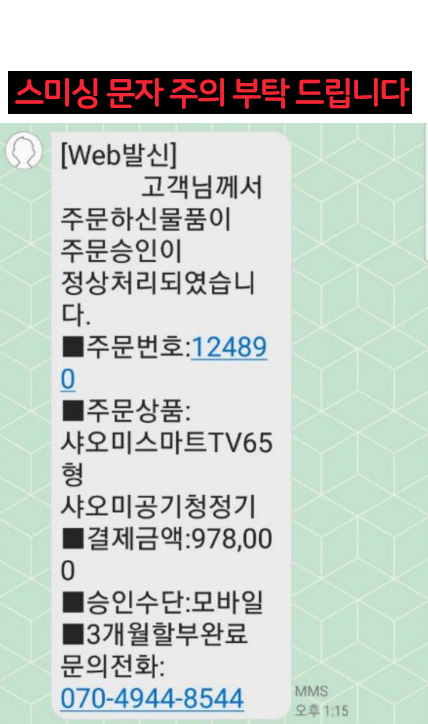 스미싱 문자 주의 부탁 드립니다
[Web발신]
고객님께서
주문하신물품이
주문승인이
정상처리되였습니
다.
■주문번호:12489
0
■주문상품:
샤오미스마트TV65
형
샤오미공기청정기
■결제금액:978,00
0
■승인수단:모바일
■3개월할부완료
문의전화:
070-4944-8544
MMS
오후 1:15